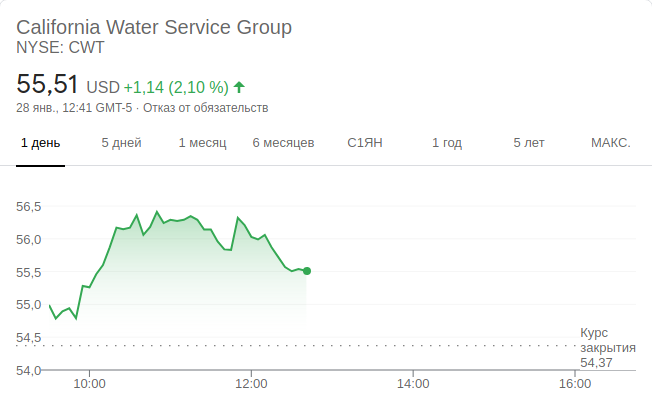 California Water Service Group
NYSE: CWT
55,51 USD +1,14 (2,10 %)
28 янв., 12:41 GMT-5 · Отказ от обязательств
1 день 5 дней 1 месяц 6 месяцев С1ЯН 1 год 5 лет МАКС.
56,5
56,0
55,5
55,0
54,5
54,0
Курс
закрытия
54,37
10:00 12:00 14:00 16:00